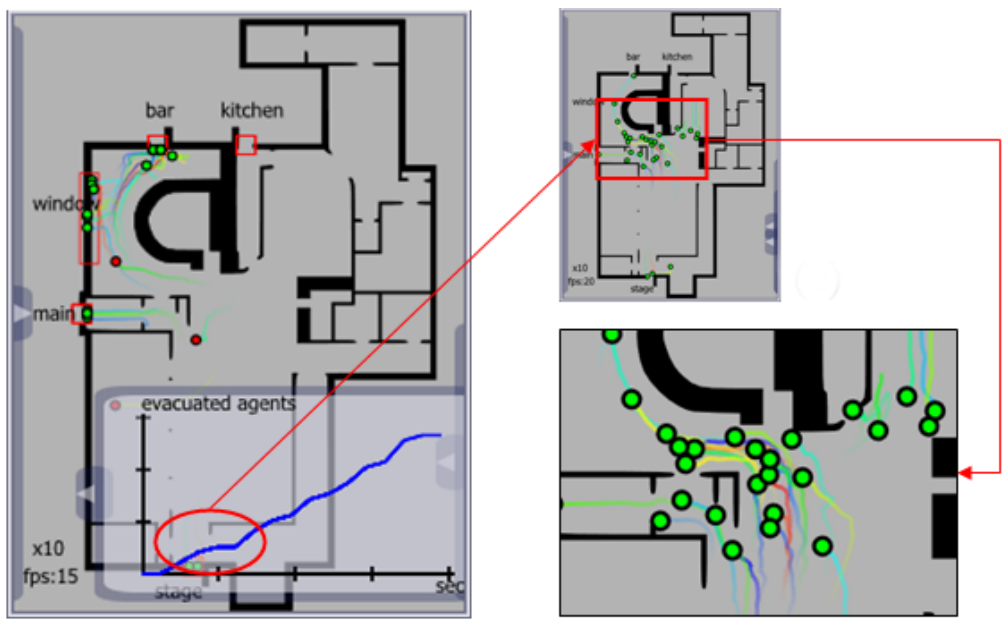 bar kitchen
window
main
evacuated agents
x10
fps:15
stage
sec
bar kitchen
window
main
x10
fps:20
stage